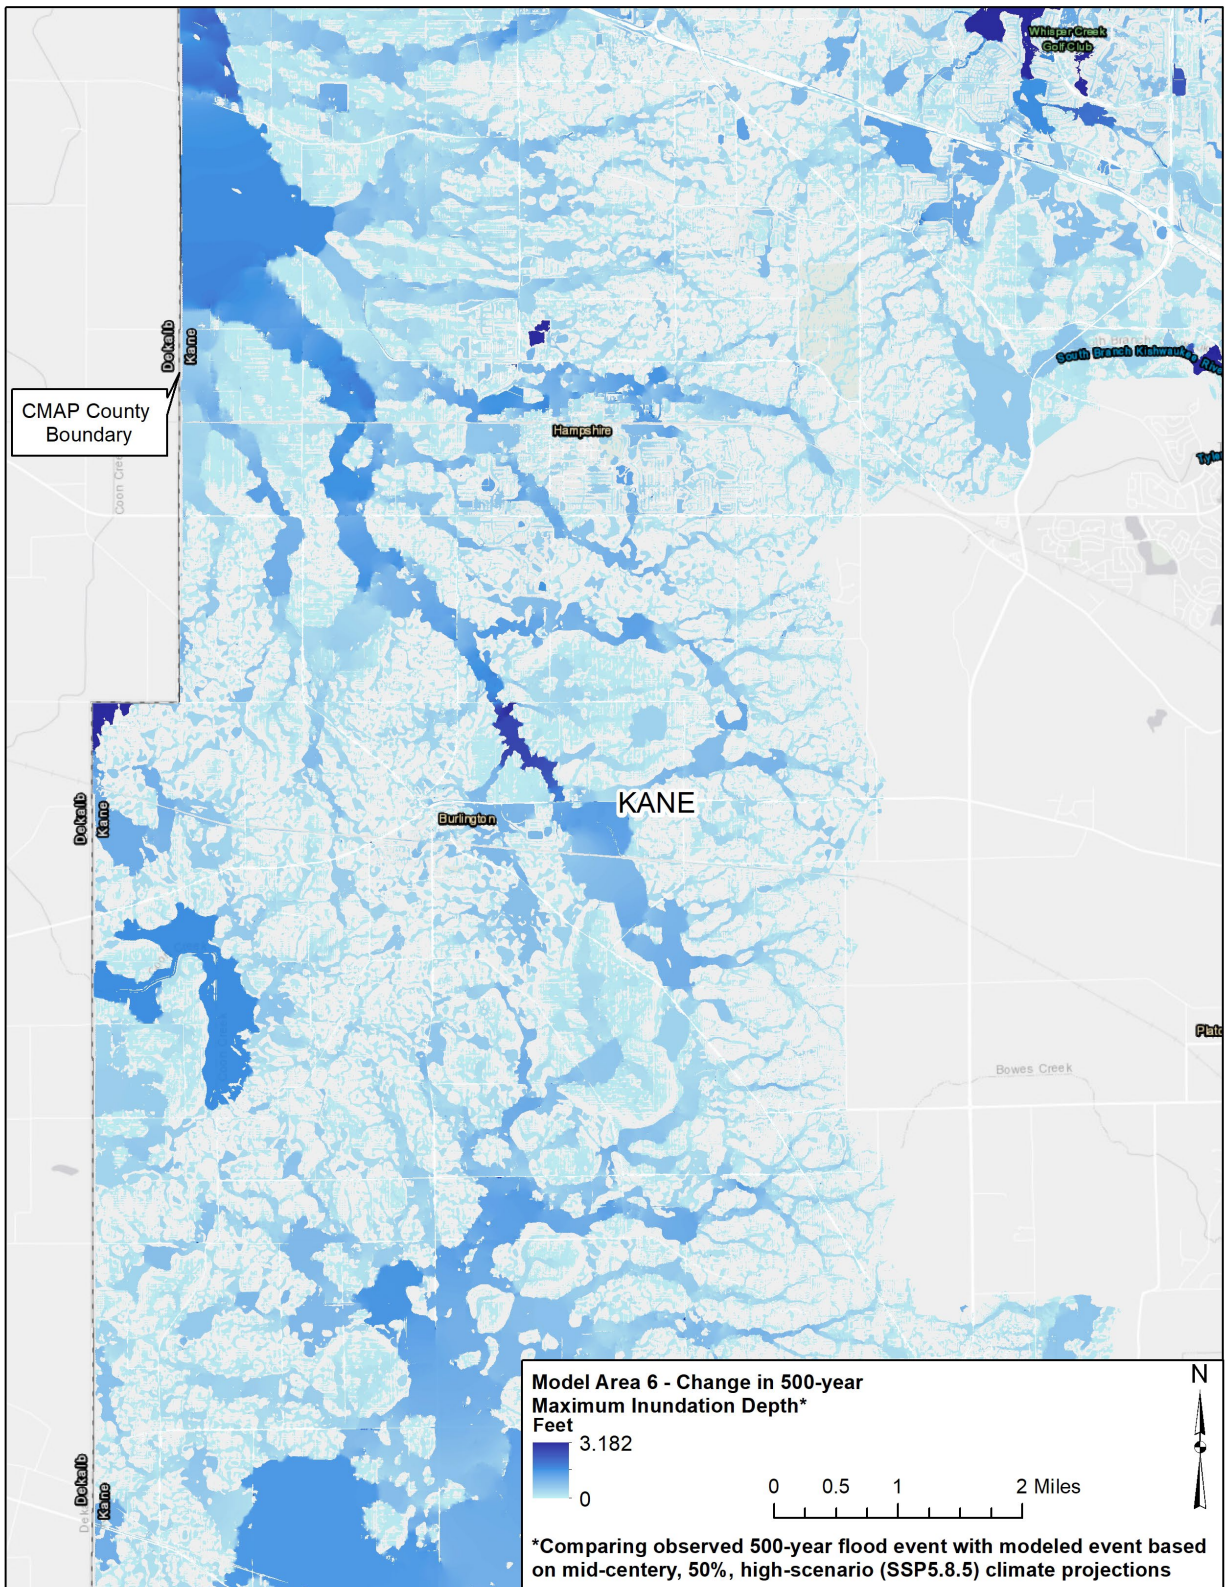 Whisper Creek
Golf Club
Dekalb
Kane
South Branch Kishwaukee River
CMAP County
Boundary
Hampshire
Coon Creek
KANE
Dekalb
Kane
Burlington
Bowes Creek
Dekalb
Kane
Model Area 6 - Change in 500-year
Maximum Inundation Depth*
Feet
3.182
0
0 0.5 1 2 Miles
N
*Comparing observed 500-year flood event with modeled event based
on mid-centery, 50%, high-scenario (SSP5.8.5) climate projections